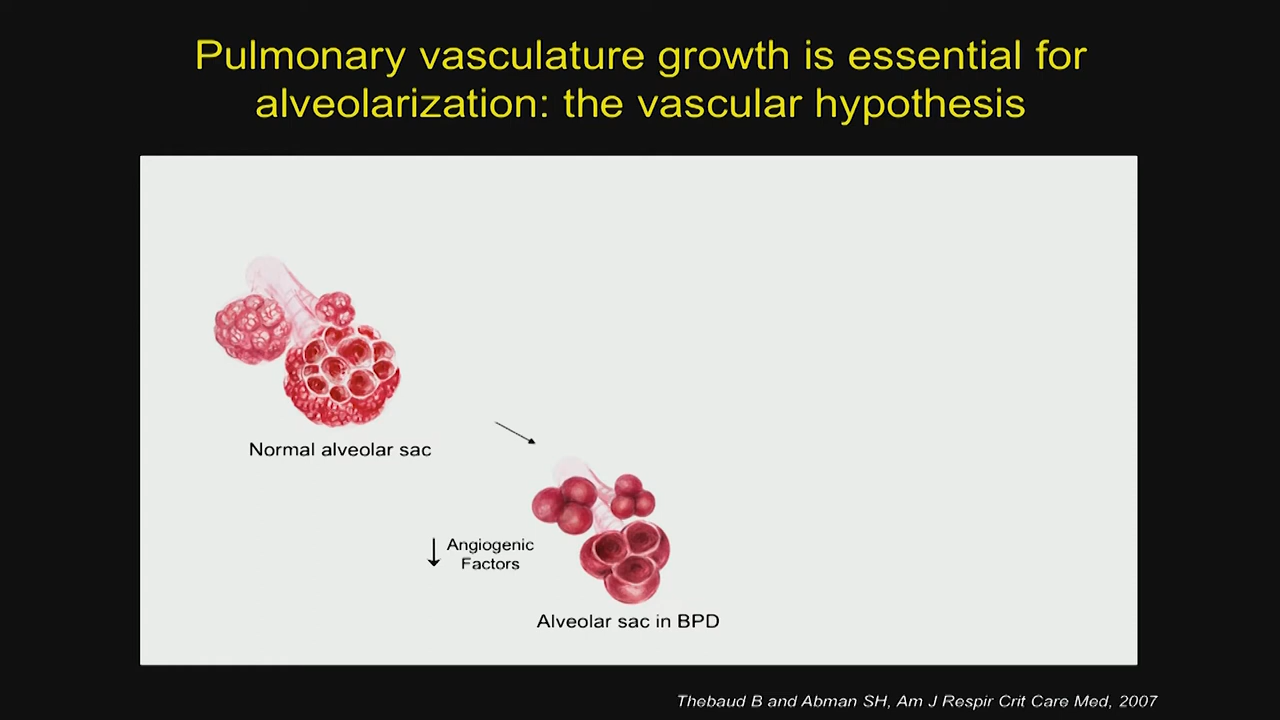 Pulmonary vasculature growth is essential for
alveolarization: the vascular hypothesis
Normal alveolar sac
↓ Angiogenic
Factors
Alveolar sac in BPD
Thebaud B and Abman SH, Am J Respir Crit Care Med, 2007